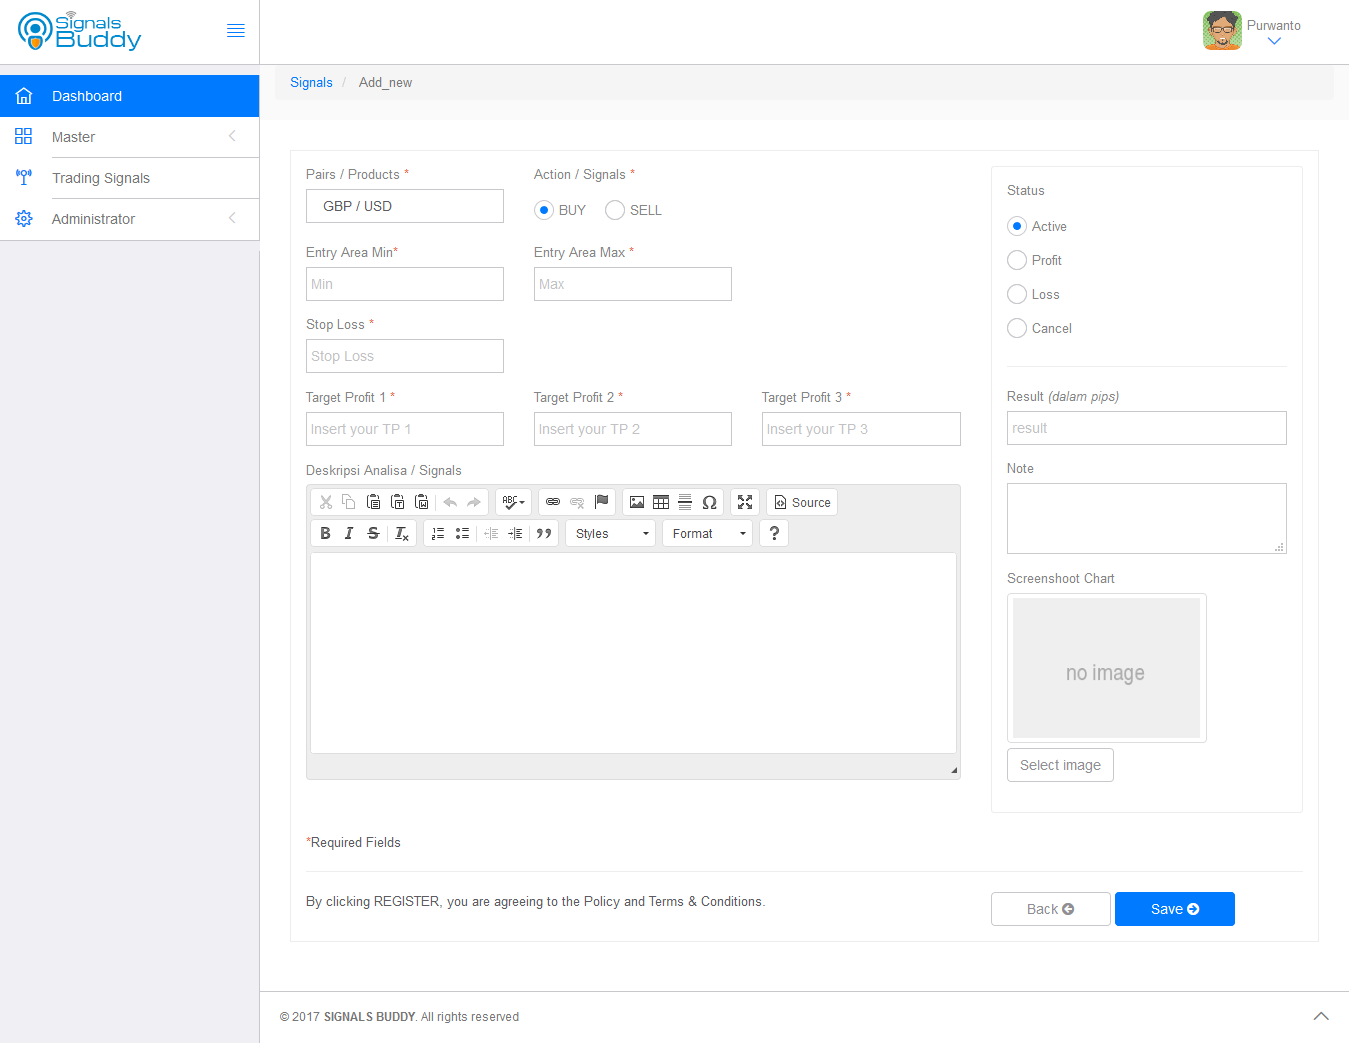 Signals
Buddy
Purwanto
Signals / Add_new
Dashboard
Master
Trading Signals
Administrator
Pairs / Products *
Action / Signals *
GBP / USD
BUY
SELL
Entry Area Min*
Entry Area Max *
Min
Max
Stop Loss *
Stop Loss
Target Profit 1 *
Target Profit 2 *
Target Profit 3 *
Insert your TP 1
Insert your TP 2
Insert your TP 3
Deskripsi Analisa / Signals
ABC
Ω
Source
B I S Tx
Styles
Format
?
Status
Active
Profit
Loss
Cancel
Result (dalam pips)
result
Note
Screenshoot Chart
no image
Select image
*Required Fields
By clicking REGISTER, you are agreeing to the Policy and Terms & Conditions.
Back
Save
© 2017 SIGNALS BUDDY. All rights reserved